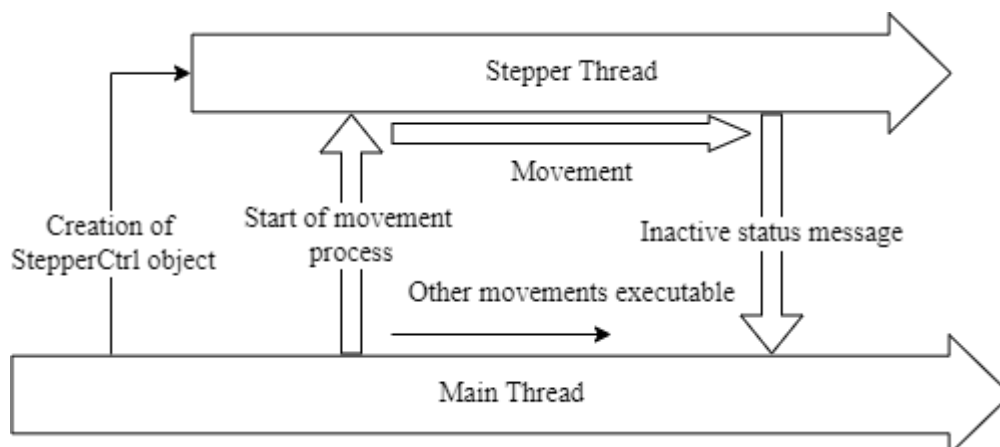 Stepper Thread
Movement
Creation of
StepperCtrl object
Start of movement
process
Inactive status message
Other movements executable
Main Thread